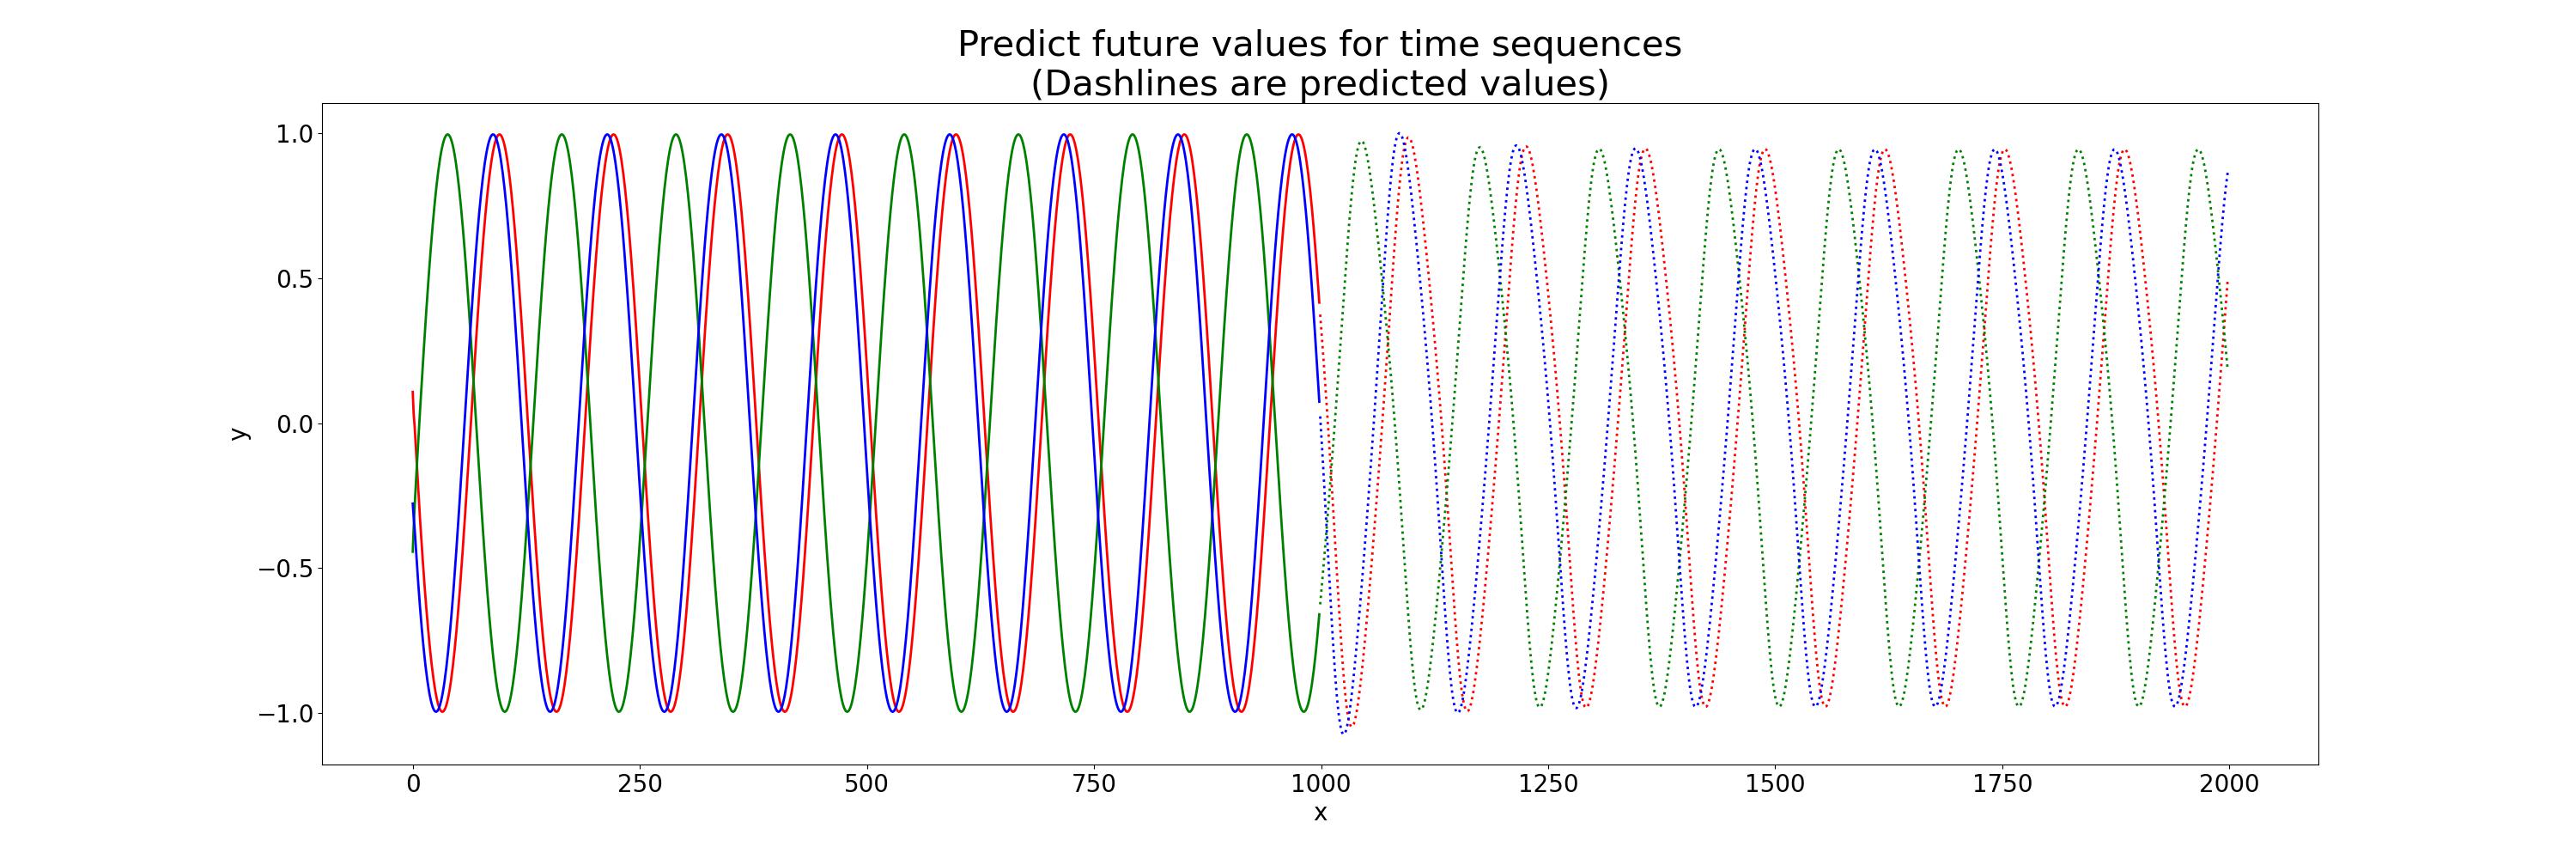 Predict future values for time sequences
(Dashlines are predicted values)
1.0
0.5
0.0
−0.5
−1.0
y
0 250 500 750 1000 1250 1500 1750 2000
x